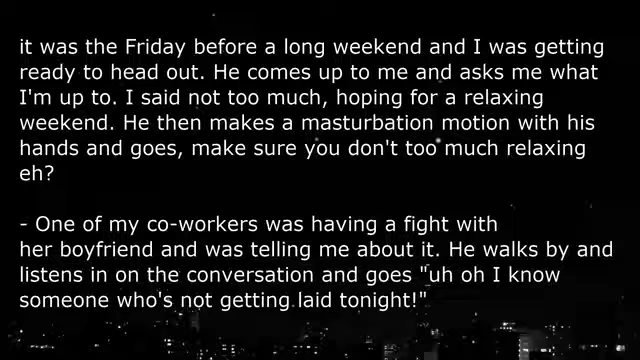 it was the Friday before a long weekend and I was getting
ready to head out. He comes up to me and asks me what
I'm up to. I said not too much, hoping for a relaxing
weekend. He then makes a masturbation motion with his
hands and goes, make sure you don't too much relaxing
eh?
- One of my co-workers was having a fight with
her boyfriend and was telling me about it. He walks by and
listens in on the conversation and goes "uh oh I know
someone who's not getting laid tonight!"